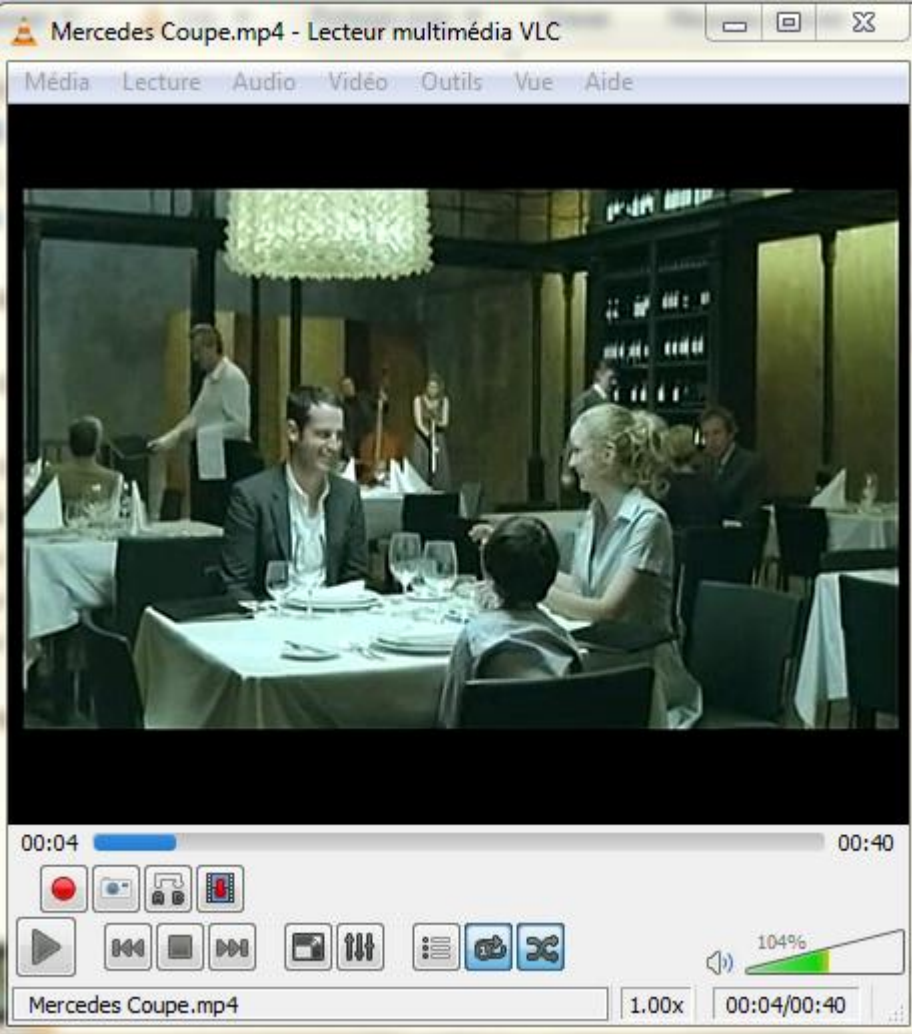 Mercedes Coupe.mp4 - Lecteur multimédia VLC
Média Lecture Audio Vidéo Outils Vue Aide
00:04 00:40
A B
104%
Mercedes Coupe.mp4 1.00x 00:04/00:40